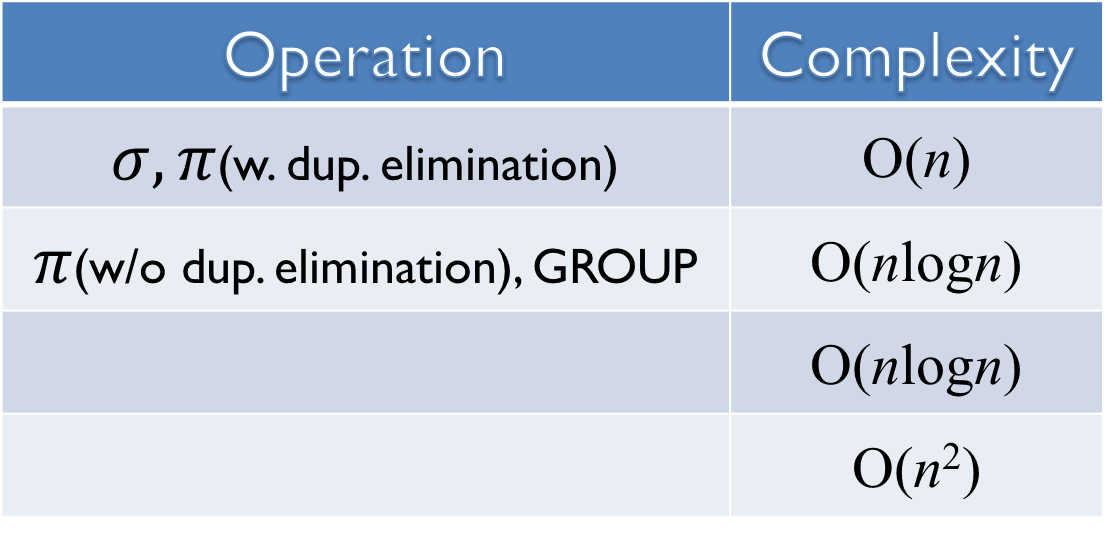 Operation Complexity
σ, π(w. dup. elimination) O(n)
π(w/o dup. elimination), GROUP O(nlogn)
O(nlogn)
O(n²)